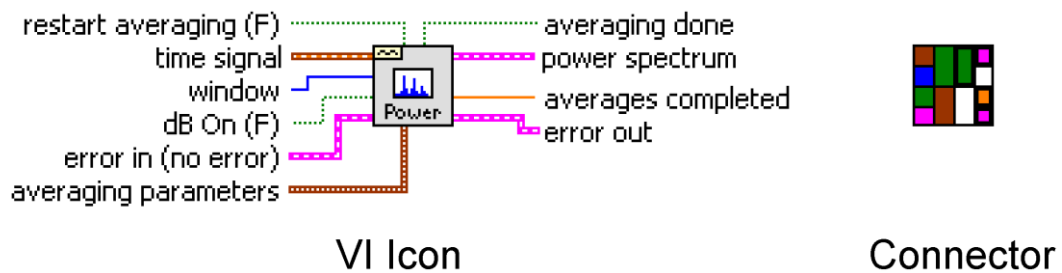 restart averaging (F)
time signal
window
dB On (F)
error in (no error)
averaging parameters
Power
averaging done
power spectrum
averages completed
error out
VI Icon
Connector